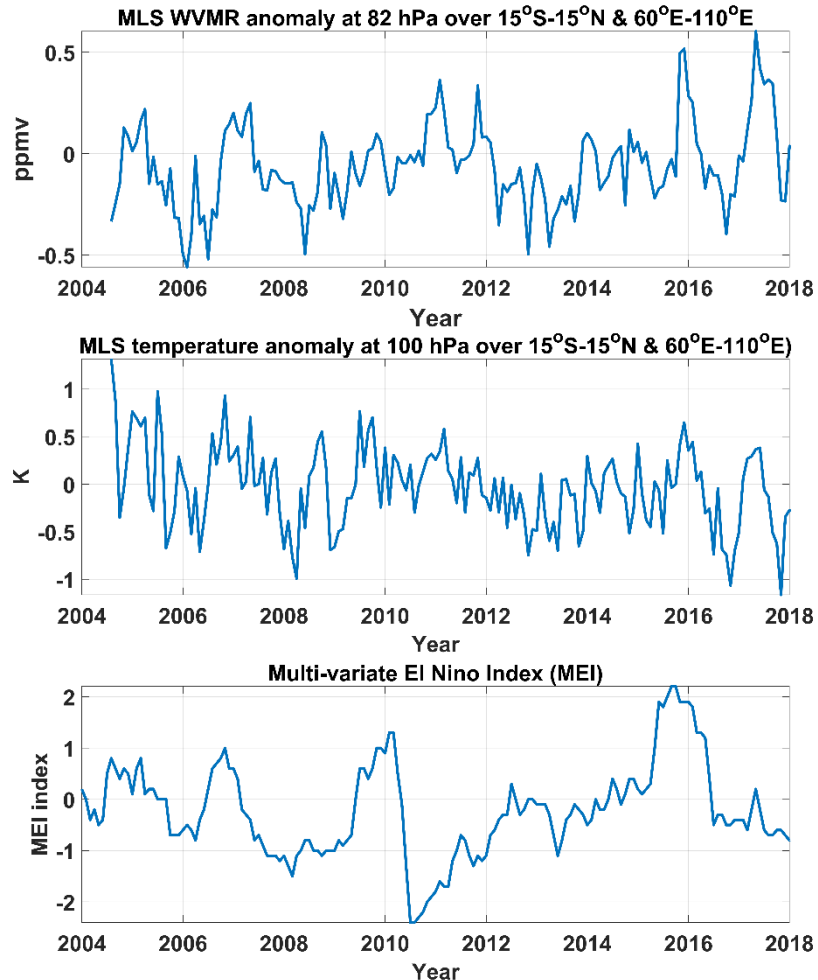 MLS WVMR anomaly at 82 hPa over 15°S-15°N & 60°E-110°E
ppmv
0.5
0
-0.5
2004 2006 2008 2010 2012 2014 2016 2018
Year
MLS temperature anomaly at 100 hPa over 15°S-15°N & 60°E-110°E)
K
1
0.5
0
-0.5
-1
2004 2006 2008 2010 2012 2014 2016 2018
Year
Multi-variate El Nino Index (MEI)
MEI index
2
1
0
-1
-2
2004 2006 2008 2010 2012 2014 2016 2018
Year